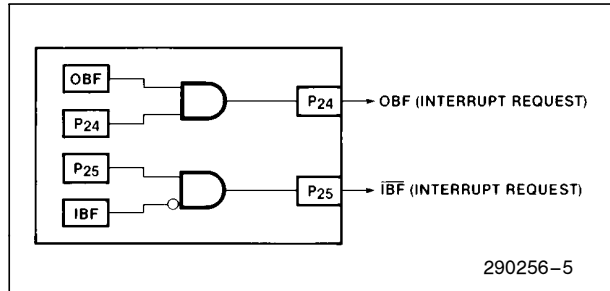 OBF
P24
P24 OBF (INTERRUPT REQUEST)
P25
IBF
P25 IBF (INTERRUPT REQUEST)
290256-5